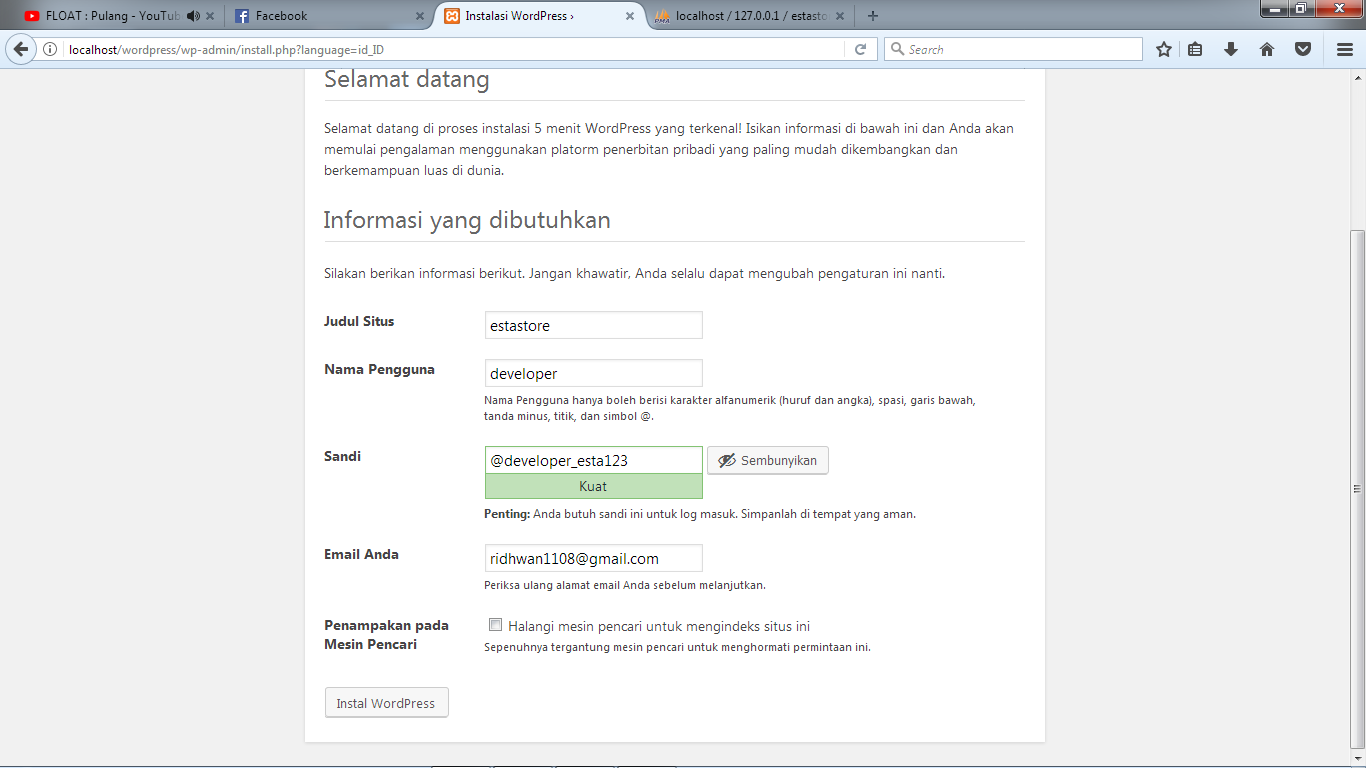 FLOAT : Pulang - YouTub
Facebook
Instalasi WordPress ›
localhost / 127.0.0.1 / estasto
localhost/wordpress/wp-admin/install.php?language=id_ID
Search
Selamat datang
Selamat datang di proses instalasi 5 menit WordPress yang terkenal! Isikan informasi di bawah ini dan Anda akan
memulai pengalaman menggunakan platorm penerbitan pribadi yang paling mudah dikembangkan dan
berkemampuan luas di dunia.
Informasi yang dibutuhkan
Silakan berikan informasi berikut. Jangan khawatir, Anda selalu dapat mengubah pengaturan ini nanti.
Judul Situs
estastore
Nama Pengguna
developer
Nama Pengguna hanya boleh berisi karakter alfanumerik (huruf dan angka), spasi, garis bawah,
tanda minus, titik, dan simbol @.
Sandi
@developer_esta123
Sembunyikan
Kuat
Penting: Anda butuh sandi ini untuk log masuk. Simpanlah di tempat yang aman.
Email Anda
ridhwan1108@gmail.com
Periksa ulang alamat email Anda sebelum melanjutkan.
Penampakan pada
Mesin Pencari
Halangi mesin pencari untuk mengindeks situs ini
Sepenuhnya tergantung mesin pencari untuk menghormati permintaan ini.
Instal WordPress